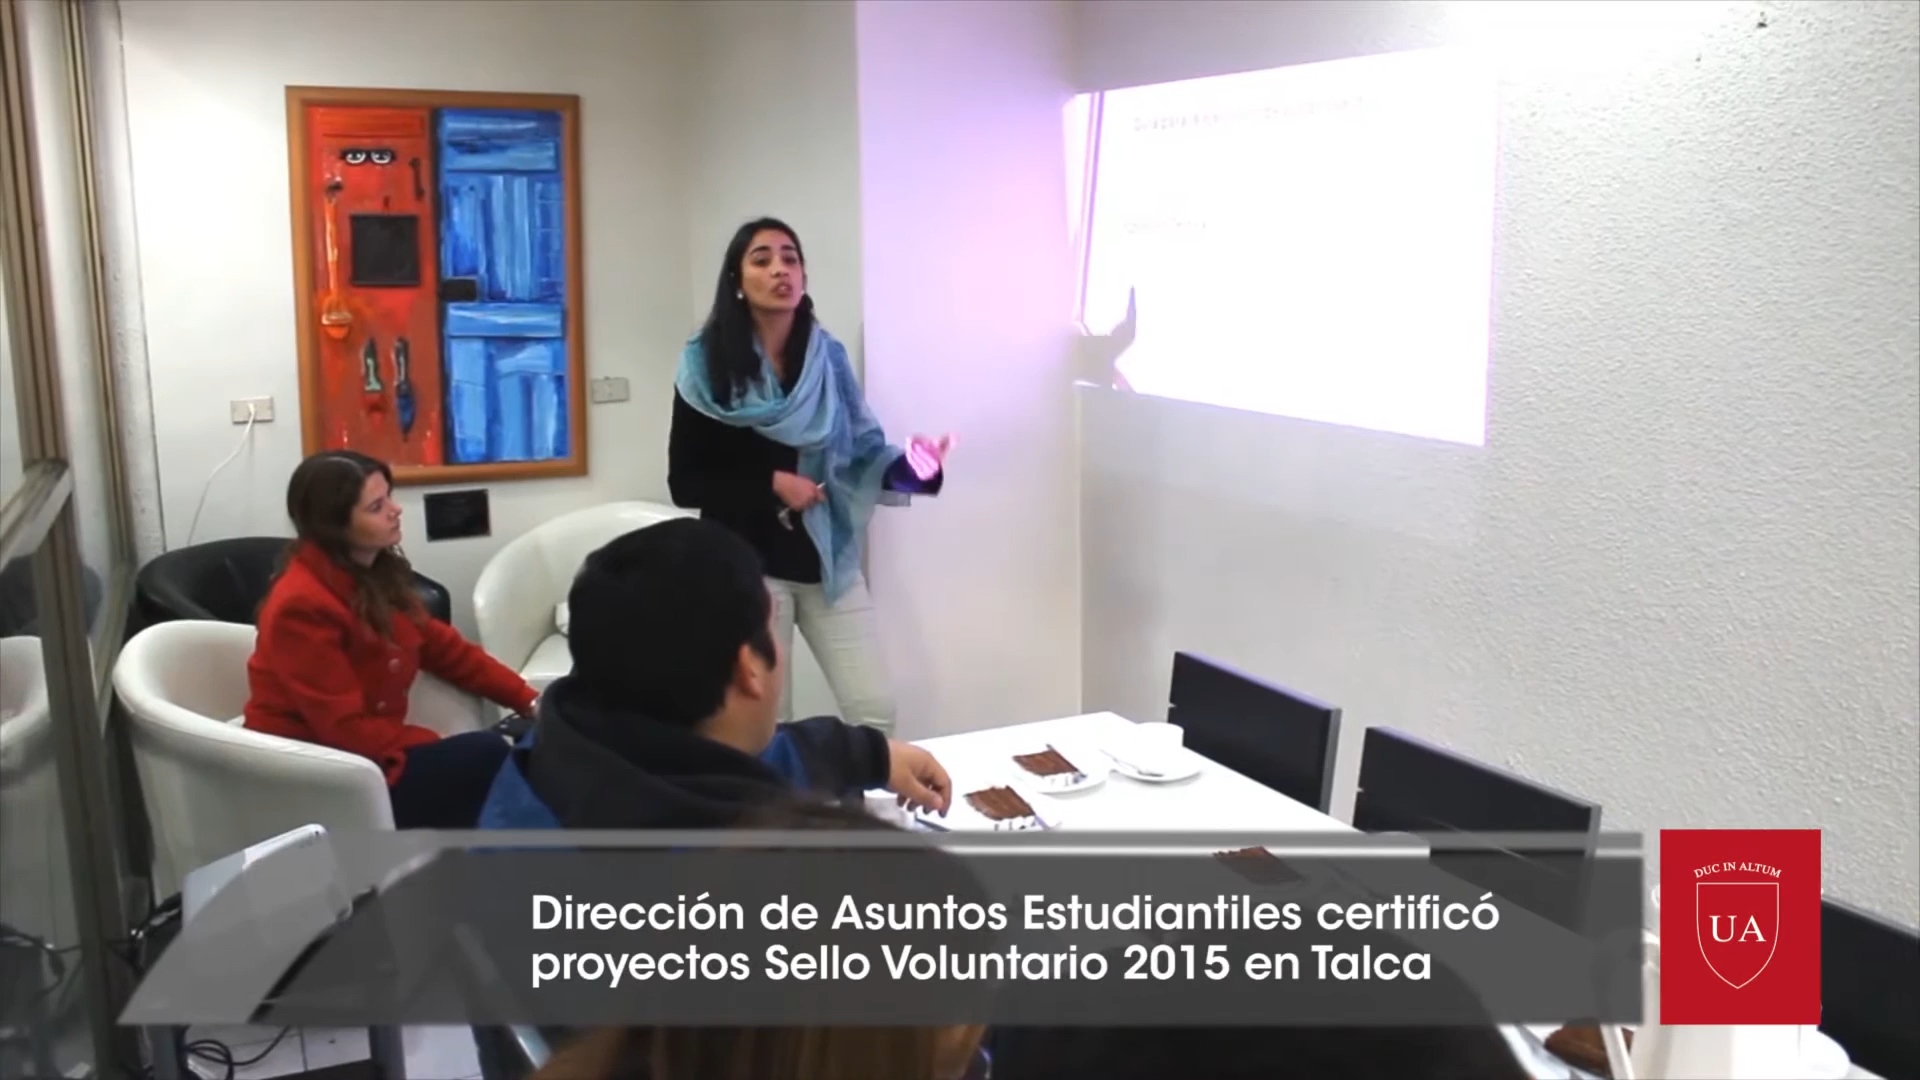 Dirección de Asuntos Estudiantiles certificó
proyectos Sello Voluntario 2015 en Talca
DUC IN ALTUM
UA